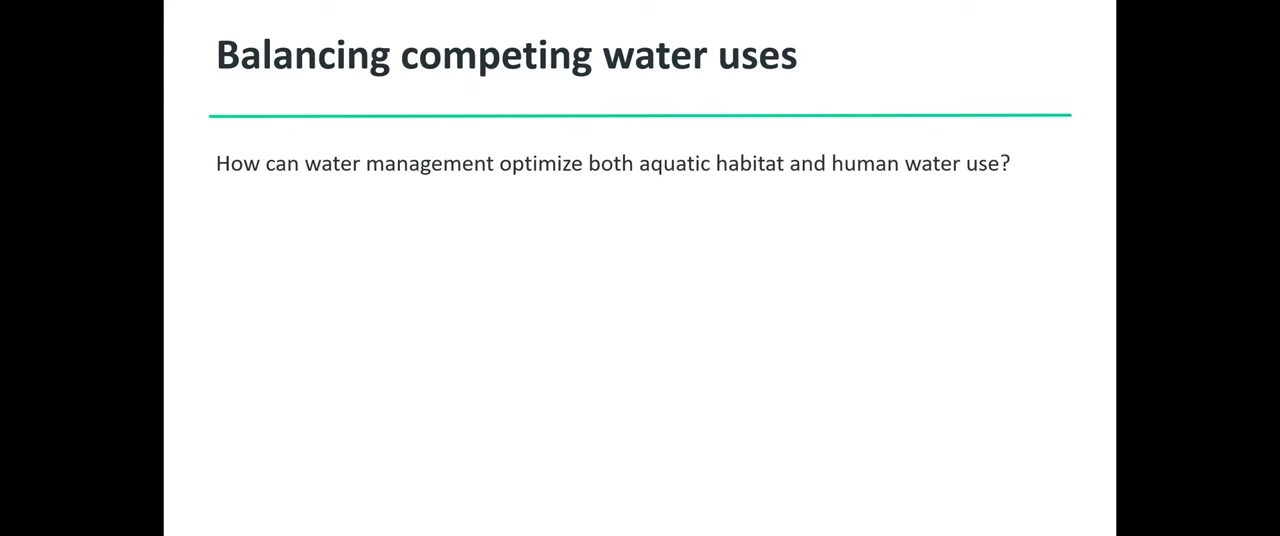 Balancing competing water uses
How can water management optimize both aquatic habitat and human water use?